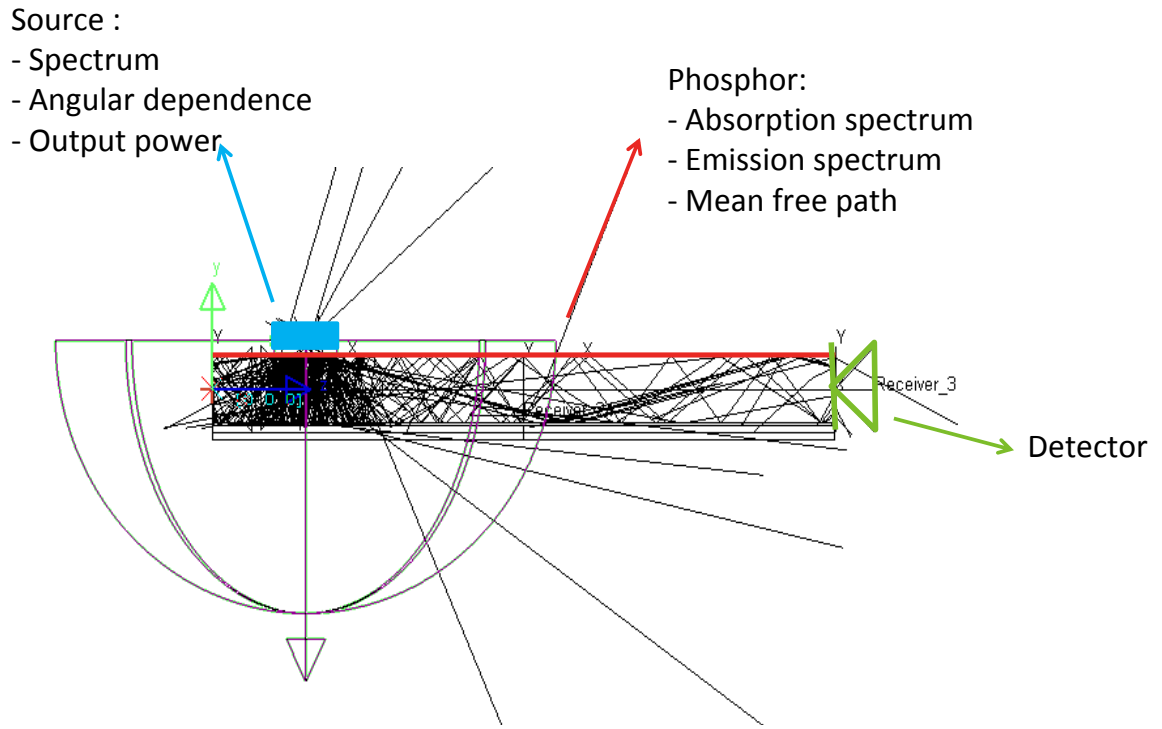 Source :
- Spectrum
- Angular dependence
- Output power
Phosphor:
- Absorption spectrum
- Emission spectrum
- Mean free path
y
Y
X
Y
X
Y
Receiver_3
Detector